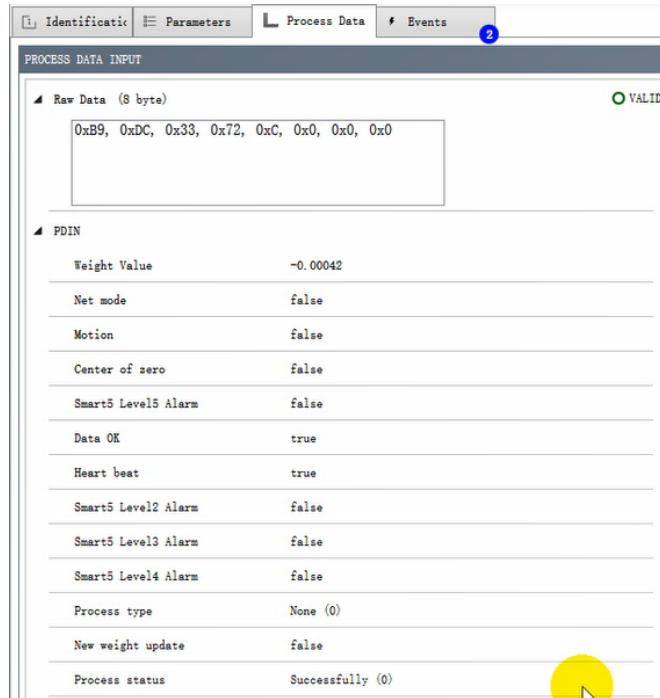 Identificatic Parameters Process Data Events
2
PROCESS DATA INPUT
Raw Data (8 byte) VALID
0xB9, 0xDC, 0x33, 0x72, 0xC, 0x0, 0x0, 0x0
PDIN
Weight Value -0.00042
Net mode false
Motion false
Center of zero false
Smart5 Level5 Alarm false
Data OK true
Heart beat true
Smart5 Level2 Alarm false
Smart5 Level3 Alarm false
Smart5 Level4 Alarm false
Process type None (0)
New weight update false
Process status Successfully (0)